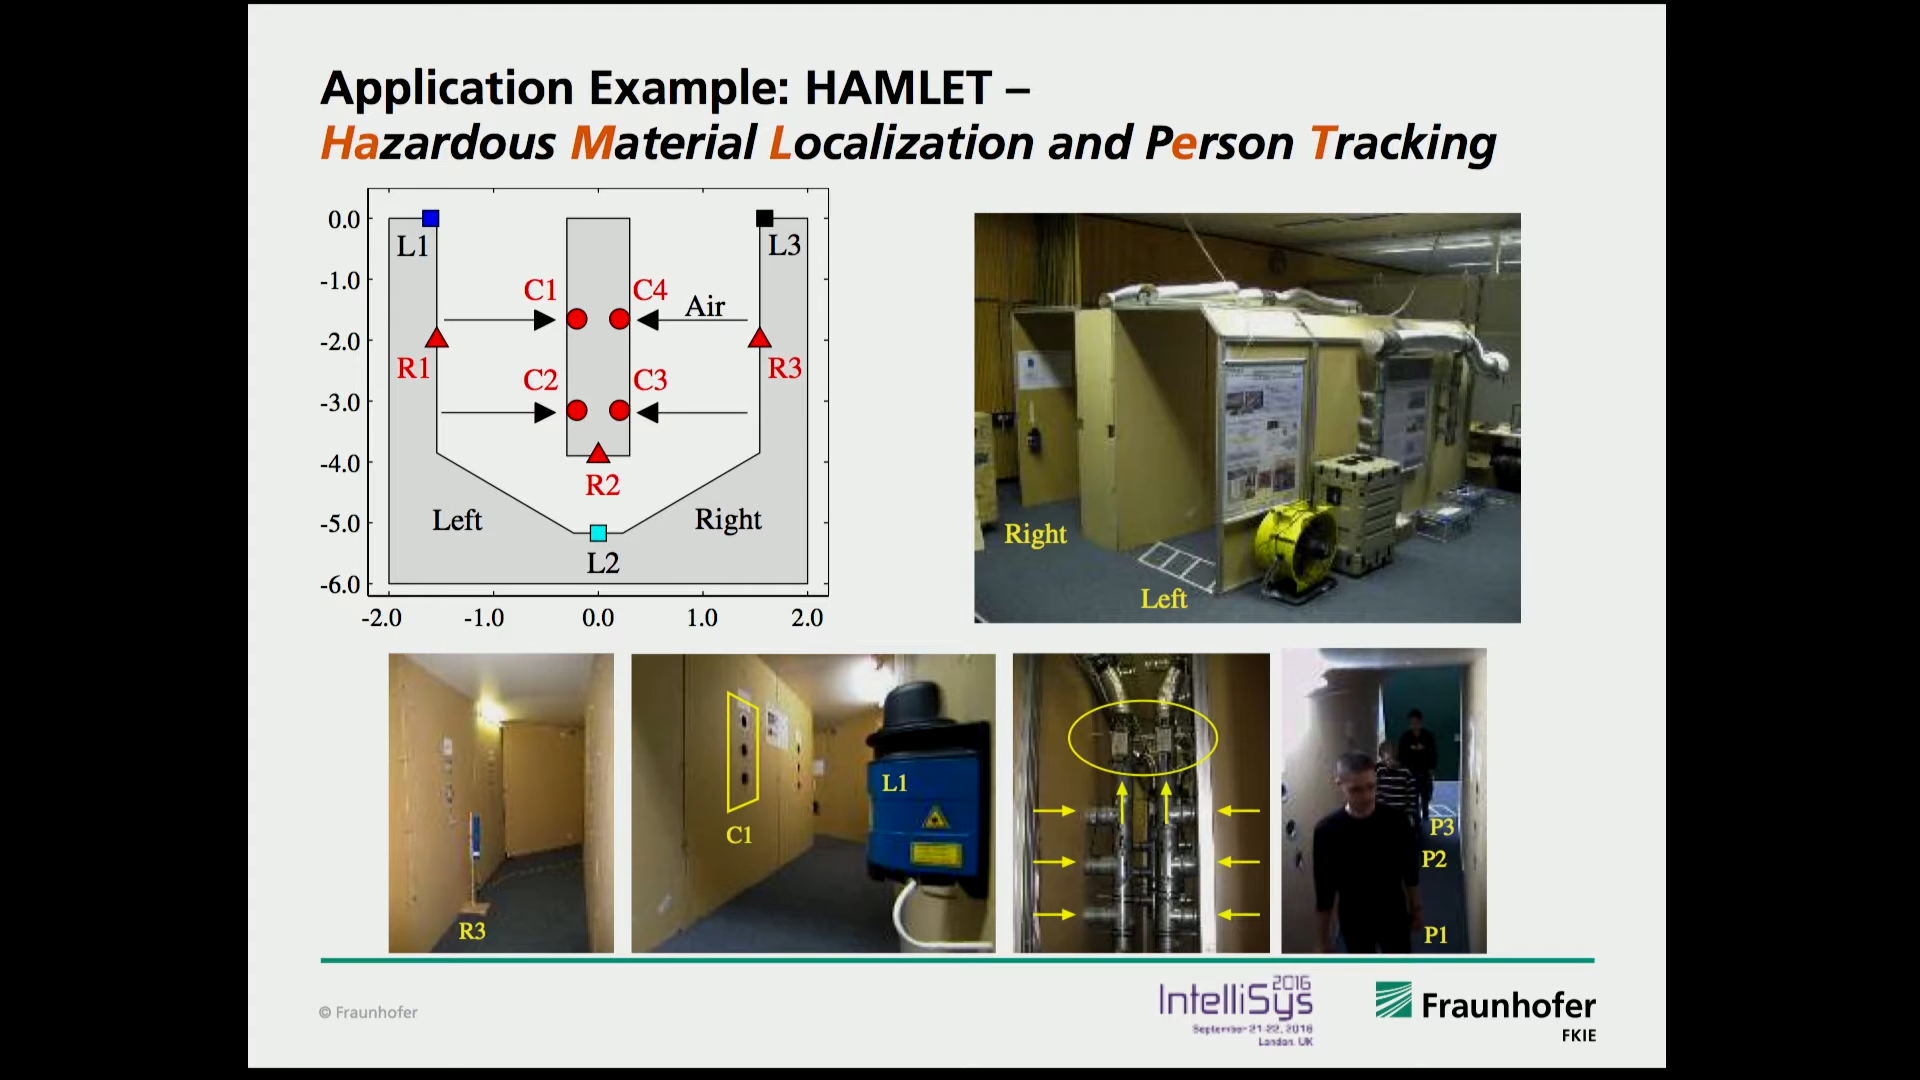 Application Example: HAMLET –
Hazardous Material Localization and Person Tracking
0.0
-1.0
-2.0
-3.0
-4.0
-5.0
-6.0
-2.0
-1.0
0.0
1.0
2.0
L1
L3
C1
C4
Air
R1
R3
C2
C3
R2
Left
Right
L2
Right
Left
R3
C1
L1
P3
P2
P1
© Fraunhofer
IntelliSys
2016
September 21-22, 2016
London, UK
Fraunhofer
FKIE